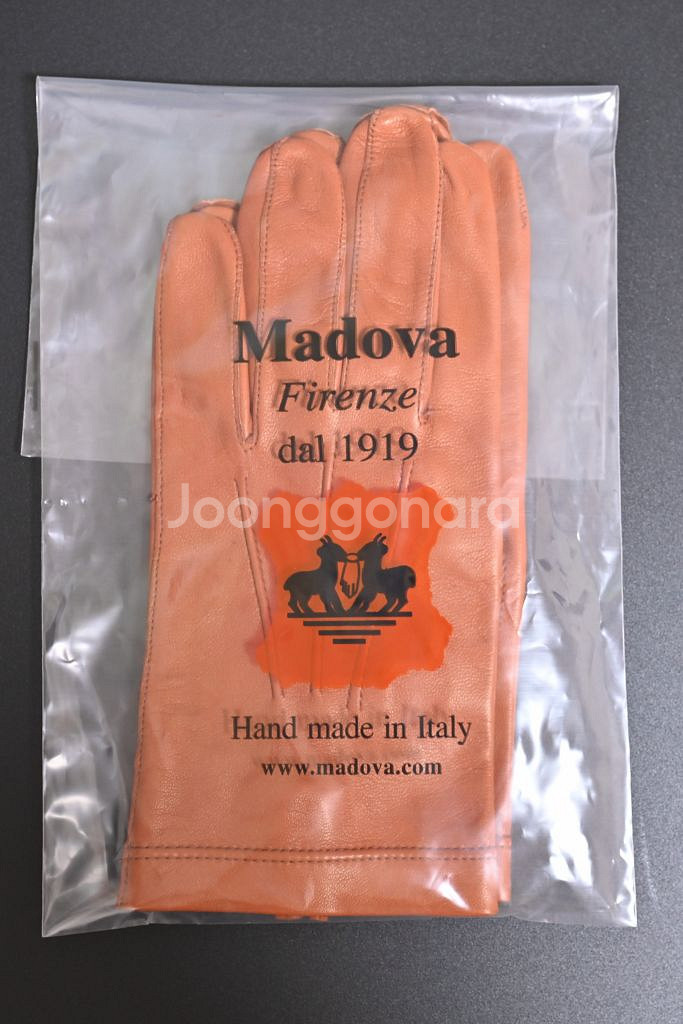 Madova
Firenze
dal 1919
Joonggonara
Hand made in Italy
www.madova.com